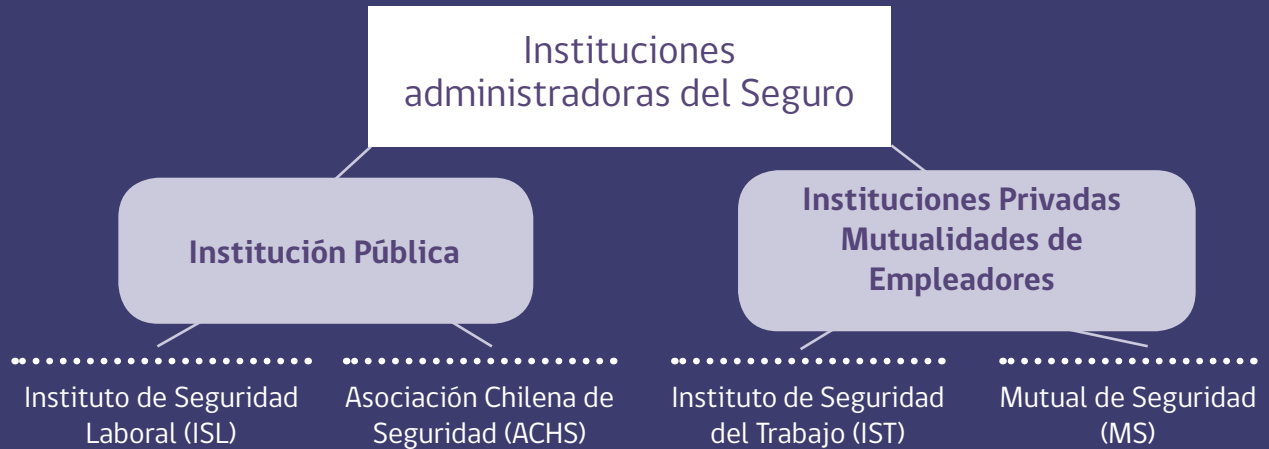 Instituciones
administradoras del Seguro
Institución Pública
Instituciones Privadas
Mutualidades de
Empleadores
Instituto de Seguridad
Laboral (ISL)
Asociación Chilena de
Seguridad (ACHS)
Instituto de Seguridad
del Trabajo (IST)
Mutual de Seguridad
(MS)